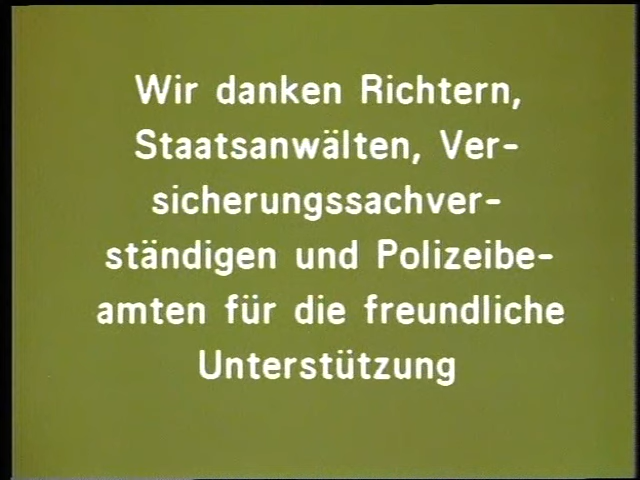 Wir danken Richtern,
Staatsanwälten, Ver-
sicherungssachver-
ständigen und Polizeibe-
amten für die freundliche
Unterstützung